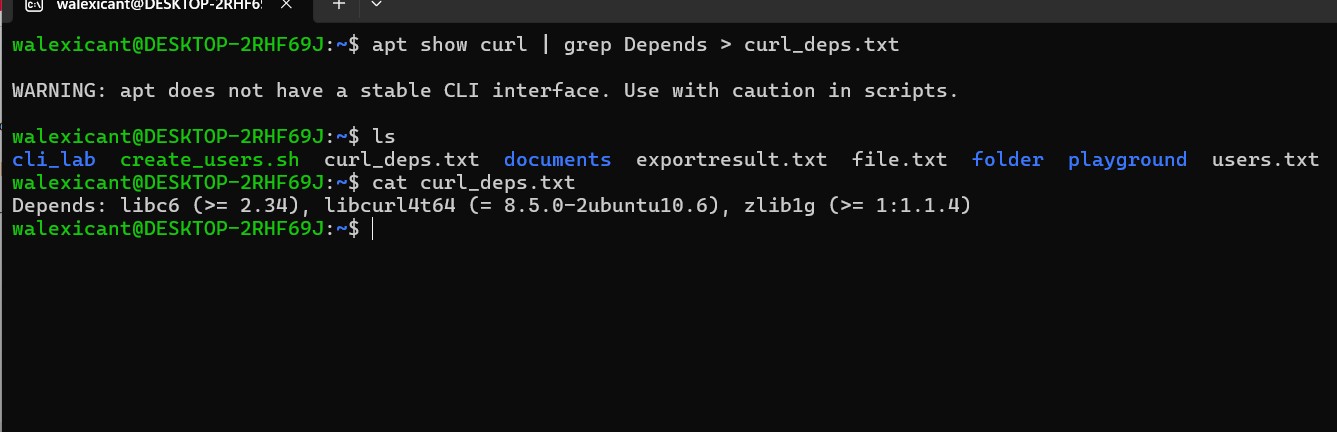 walexicant@DESKTOP-2RHF6
walexicant@DESKTOP-2RHF69J:~$ apt show curl | grep Depends > curl_deps.txt
WARNING: apt does not have a stable CLI interface. Use with caution in scripts.
walexicant@DESKTOP-2RHF69J:~$ ls
cli_lab create_users.sh curl_deps.txt documents exportresult.txt file.txt folder playground users.txt
walexicant@DESKTOP-2RHF69J:~$ cat curl_deps.txt
Depends: libc6 (>= 2.34), libcurl4t64 (= 8.5.0-2ubuntu10.6), zlib1g (>= 1:1.1.4)
walexicant@DESKTOP-2RHF69J:~$